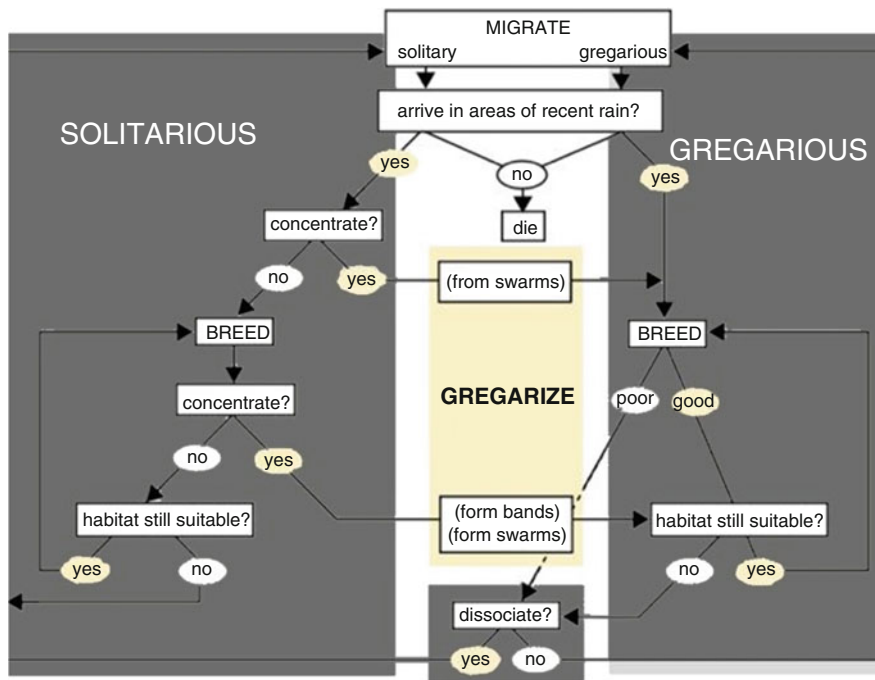 MIGRATE
solitary gregarious
arrive in areas of recent rain?
SOLITARIOUS
GREGARIOUS
yes
no
yes
concentrate?
die
no
yes
(from swarms)
BREED
BREED
concentrate?
GREGARIZE
poor
good
no
yes
habitat still suitable?
(form bands)
(form swarms)
habitat still suitable?
yes
no
no
yes
dissociate?
yes
no